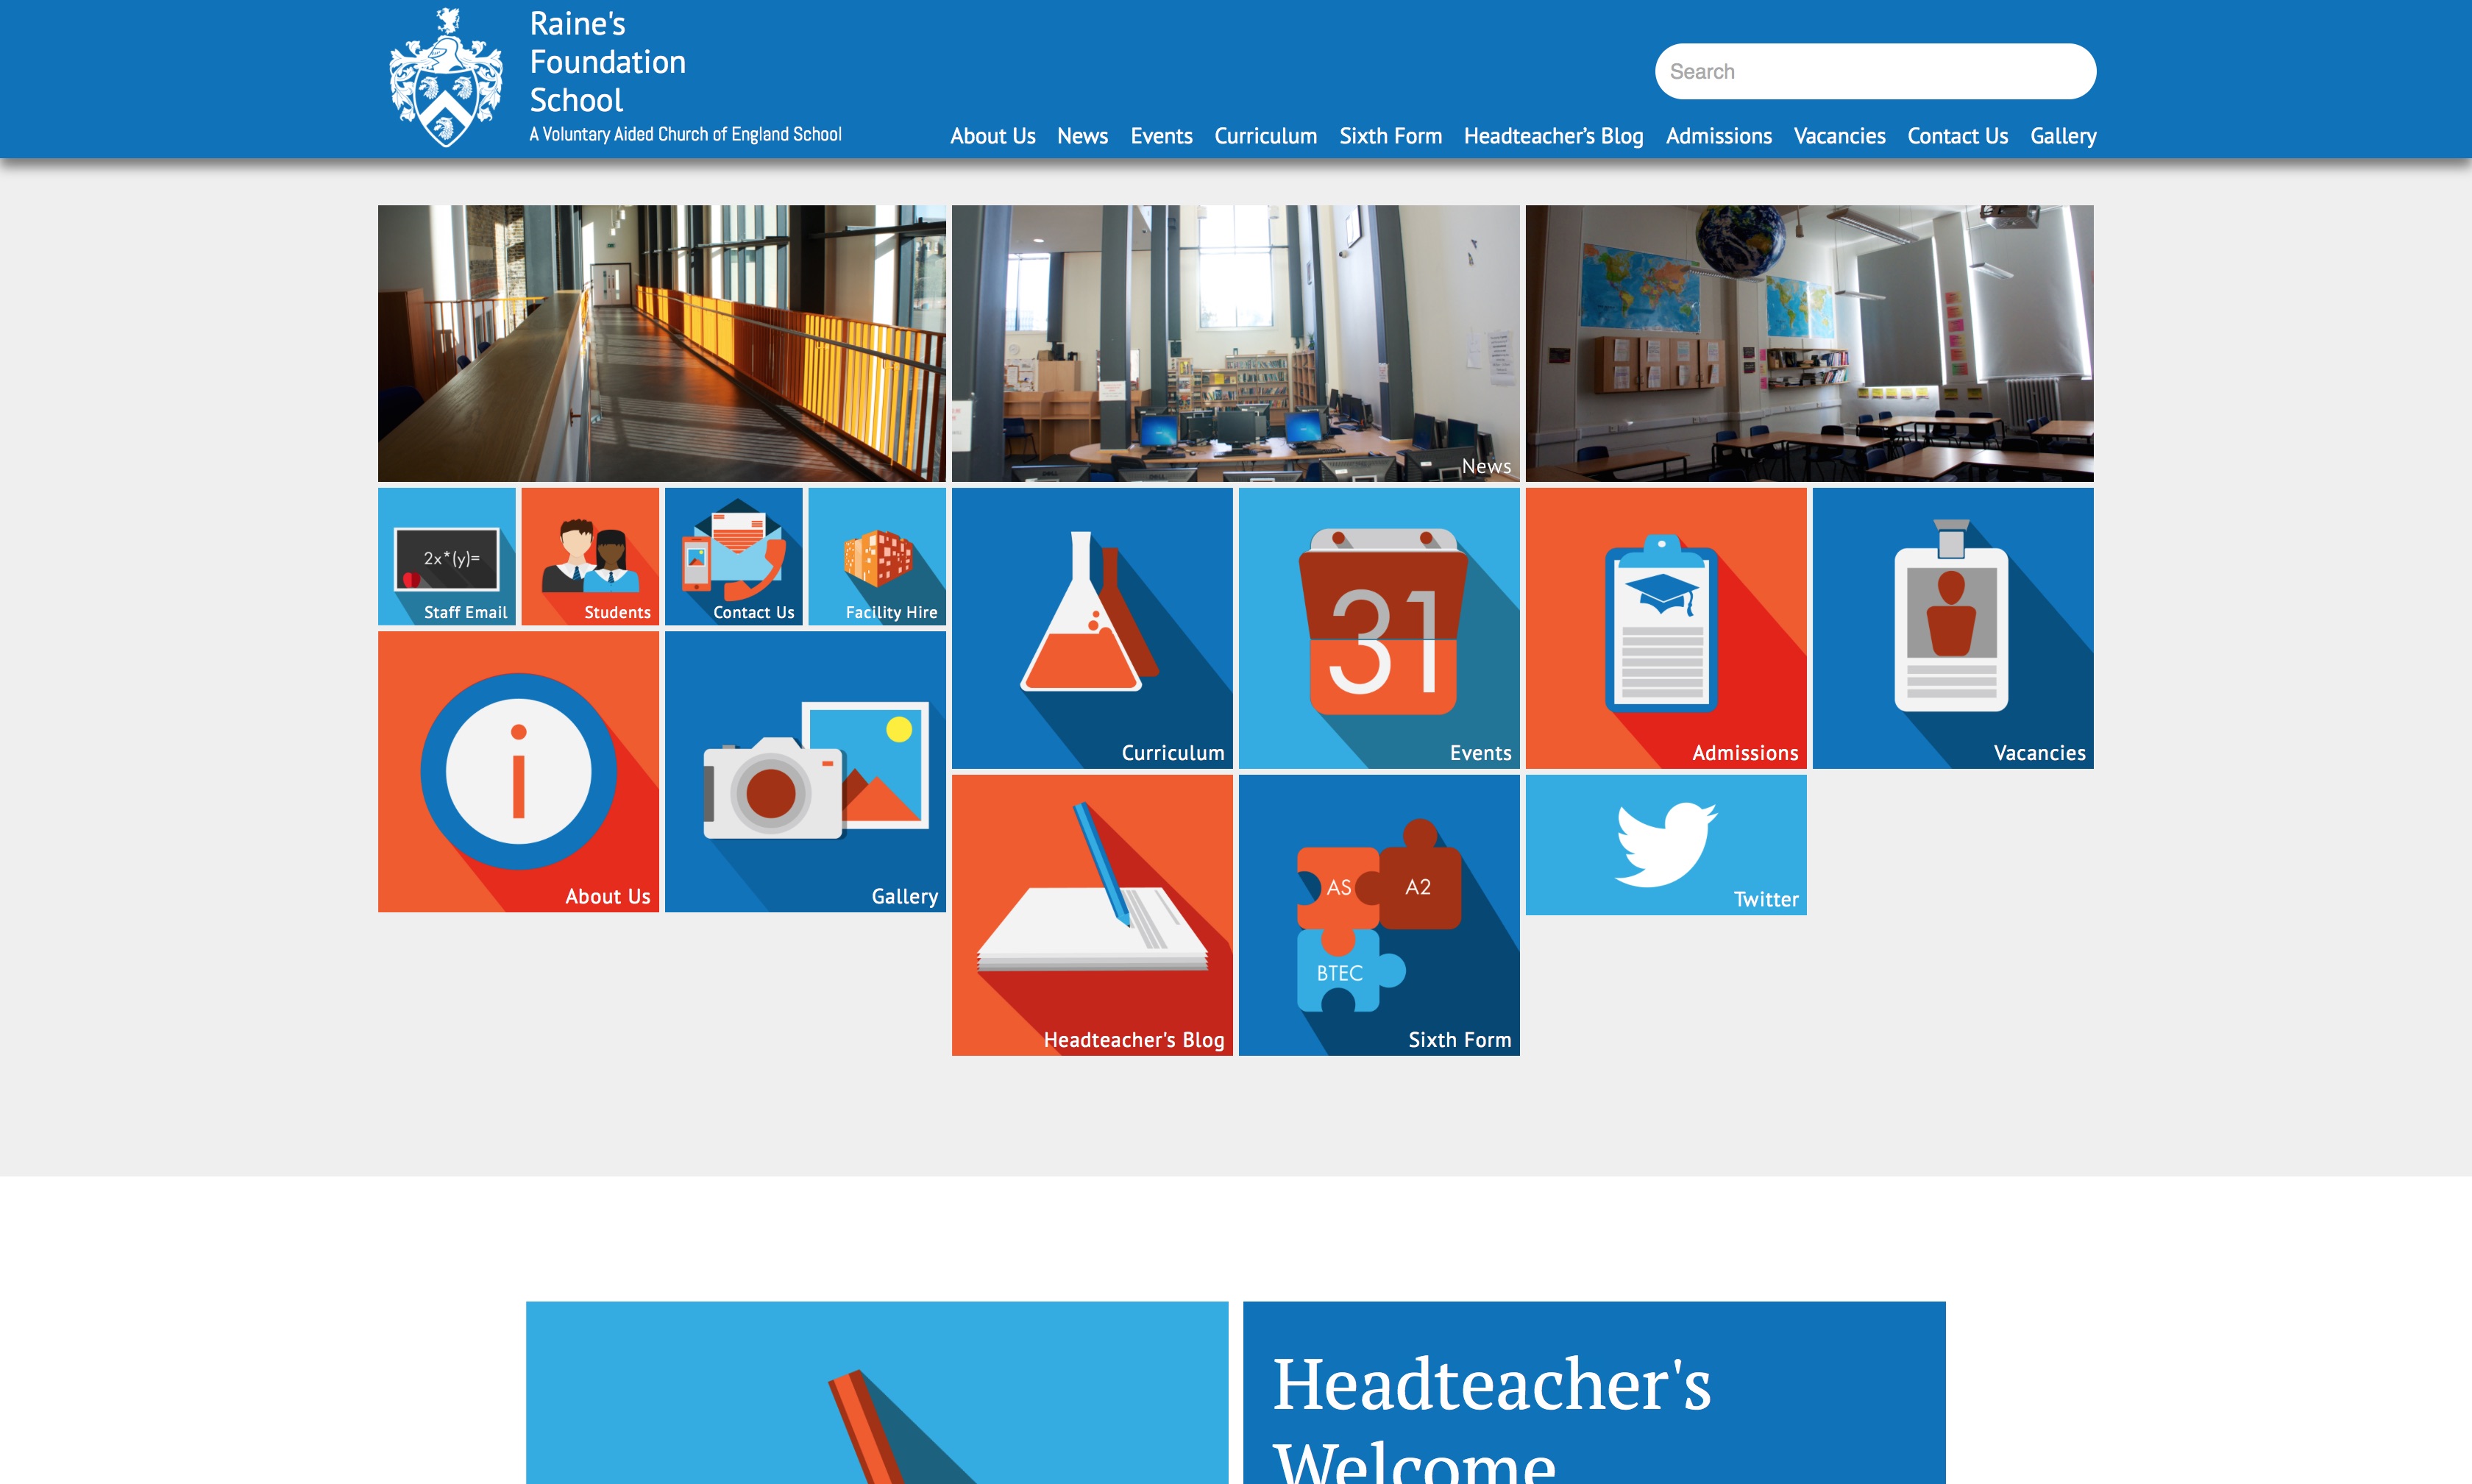 Raine's
Foundation
School
A Voluntary Aided Church of England School
Search
About Us News Events Curriculum Sixth Form Headteacher's Blog Admissions Vacancies Contact Us Gallery
News
2x*(y)=
Staff Email
Students
Contact Us
Facility Hire
Curriculum
31
Events
Admissions
Vacancies
i
About Us
Gallery
Headteacher's Blog
AS
A2
BTEC
Sixth Form
Twitter
Headteacher's
Welcome